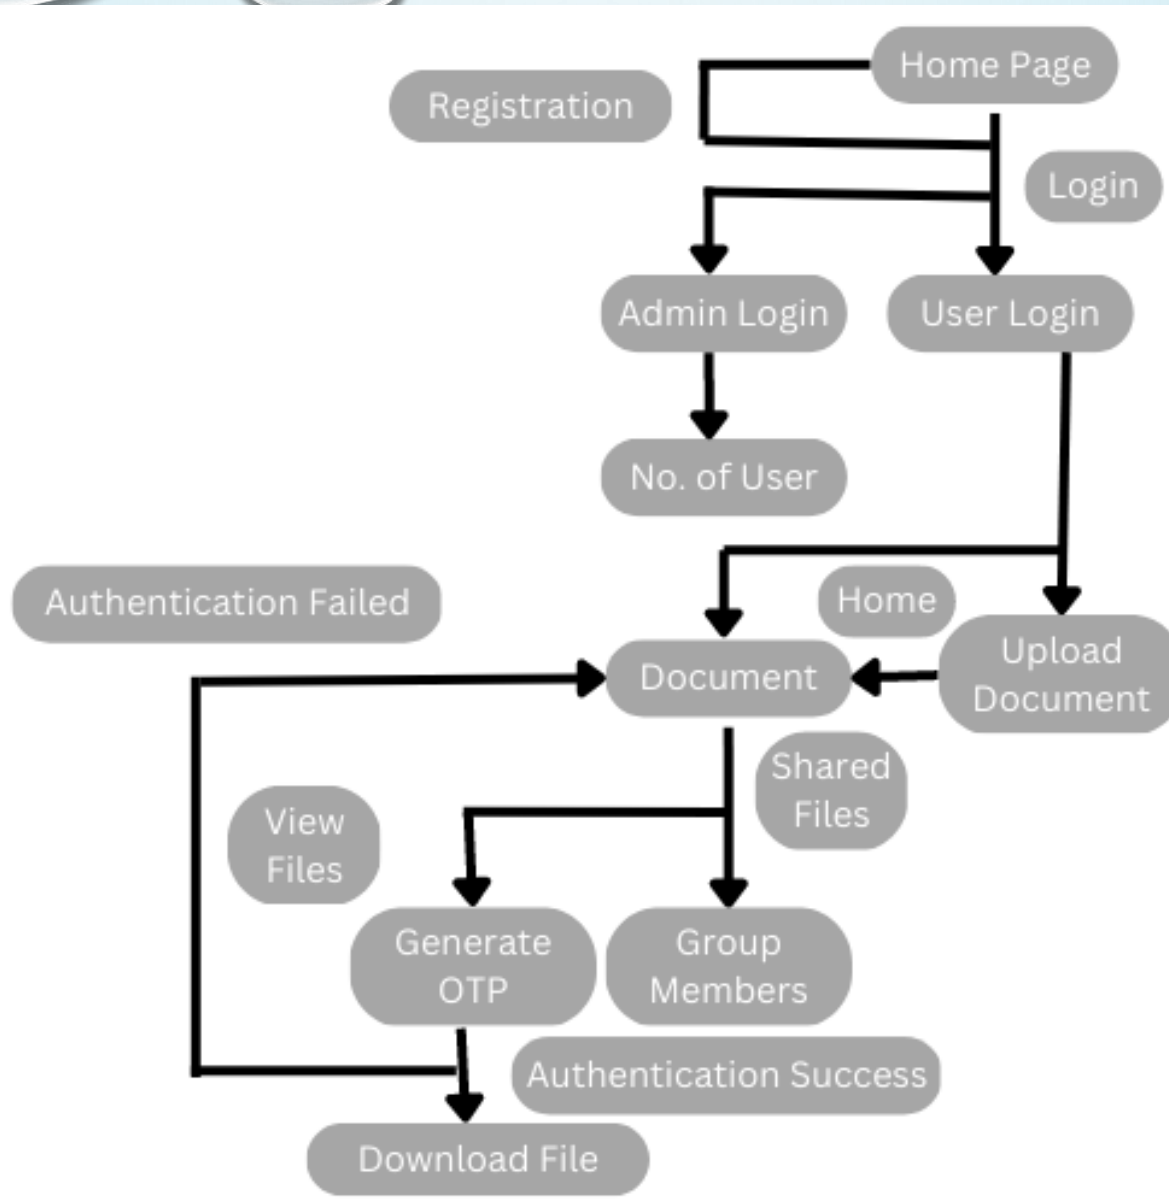 Home Page
Registration
Login
Admin Login
User Login
No. of User
Authentication Failed
Home
Upload
Document
Document
Shared
Files
View
Files
Generate
OTP
Group
Members
Authentication Success
Download File